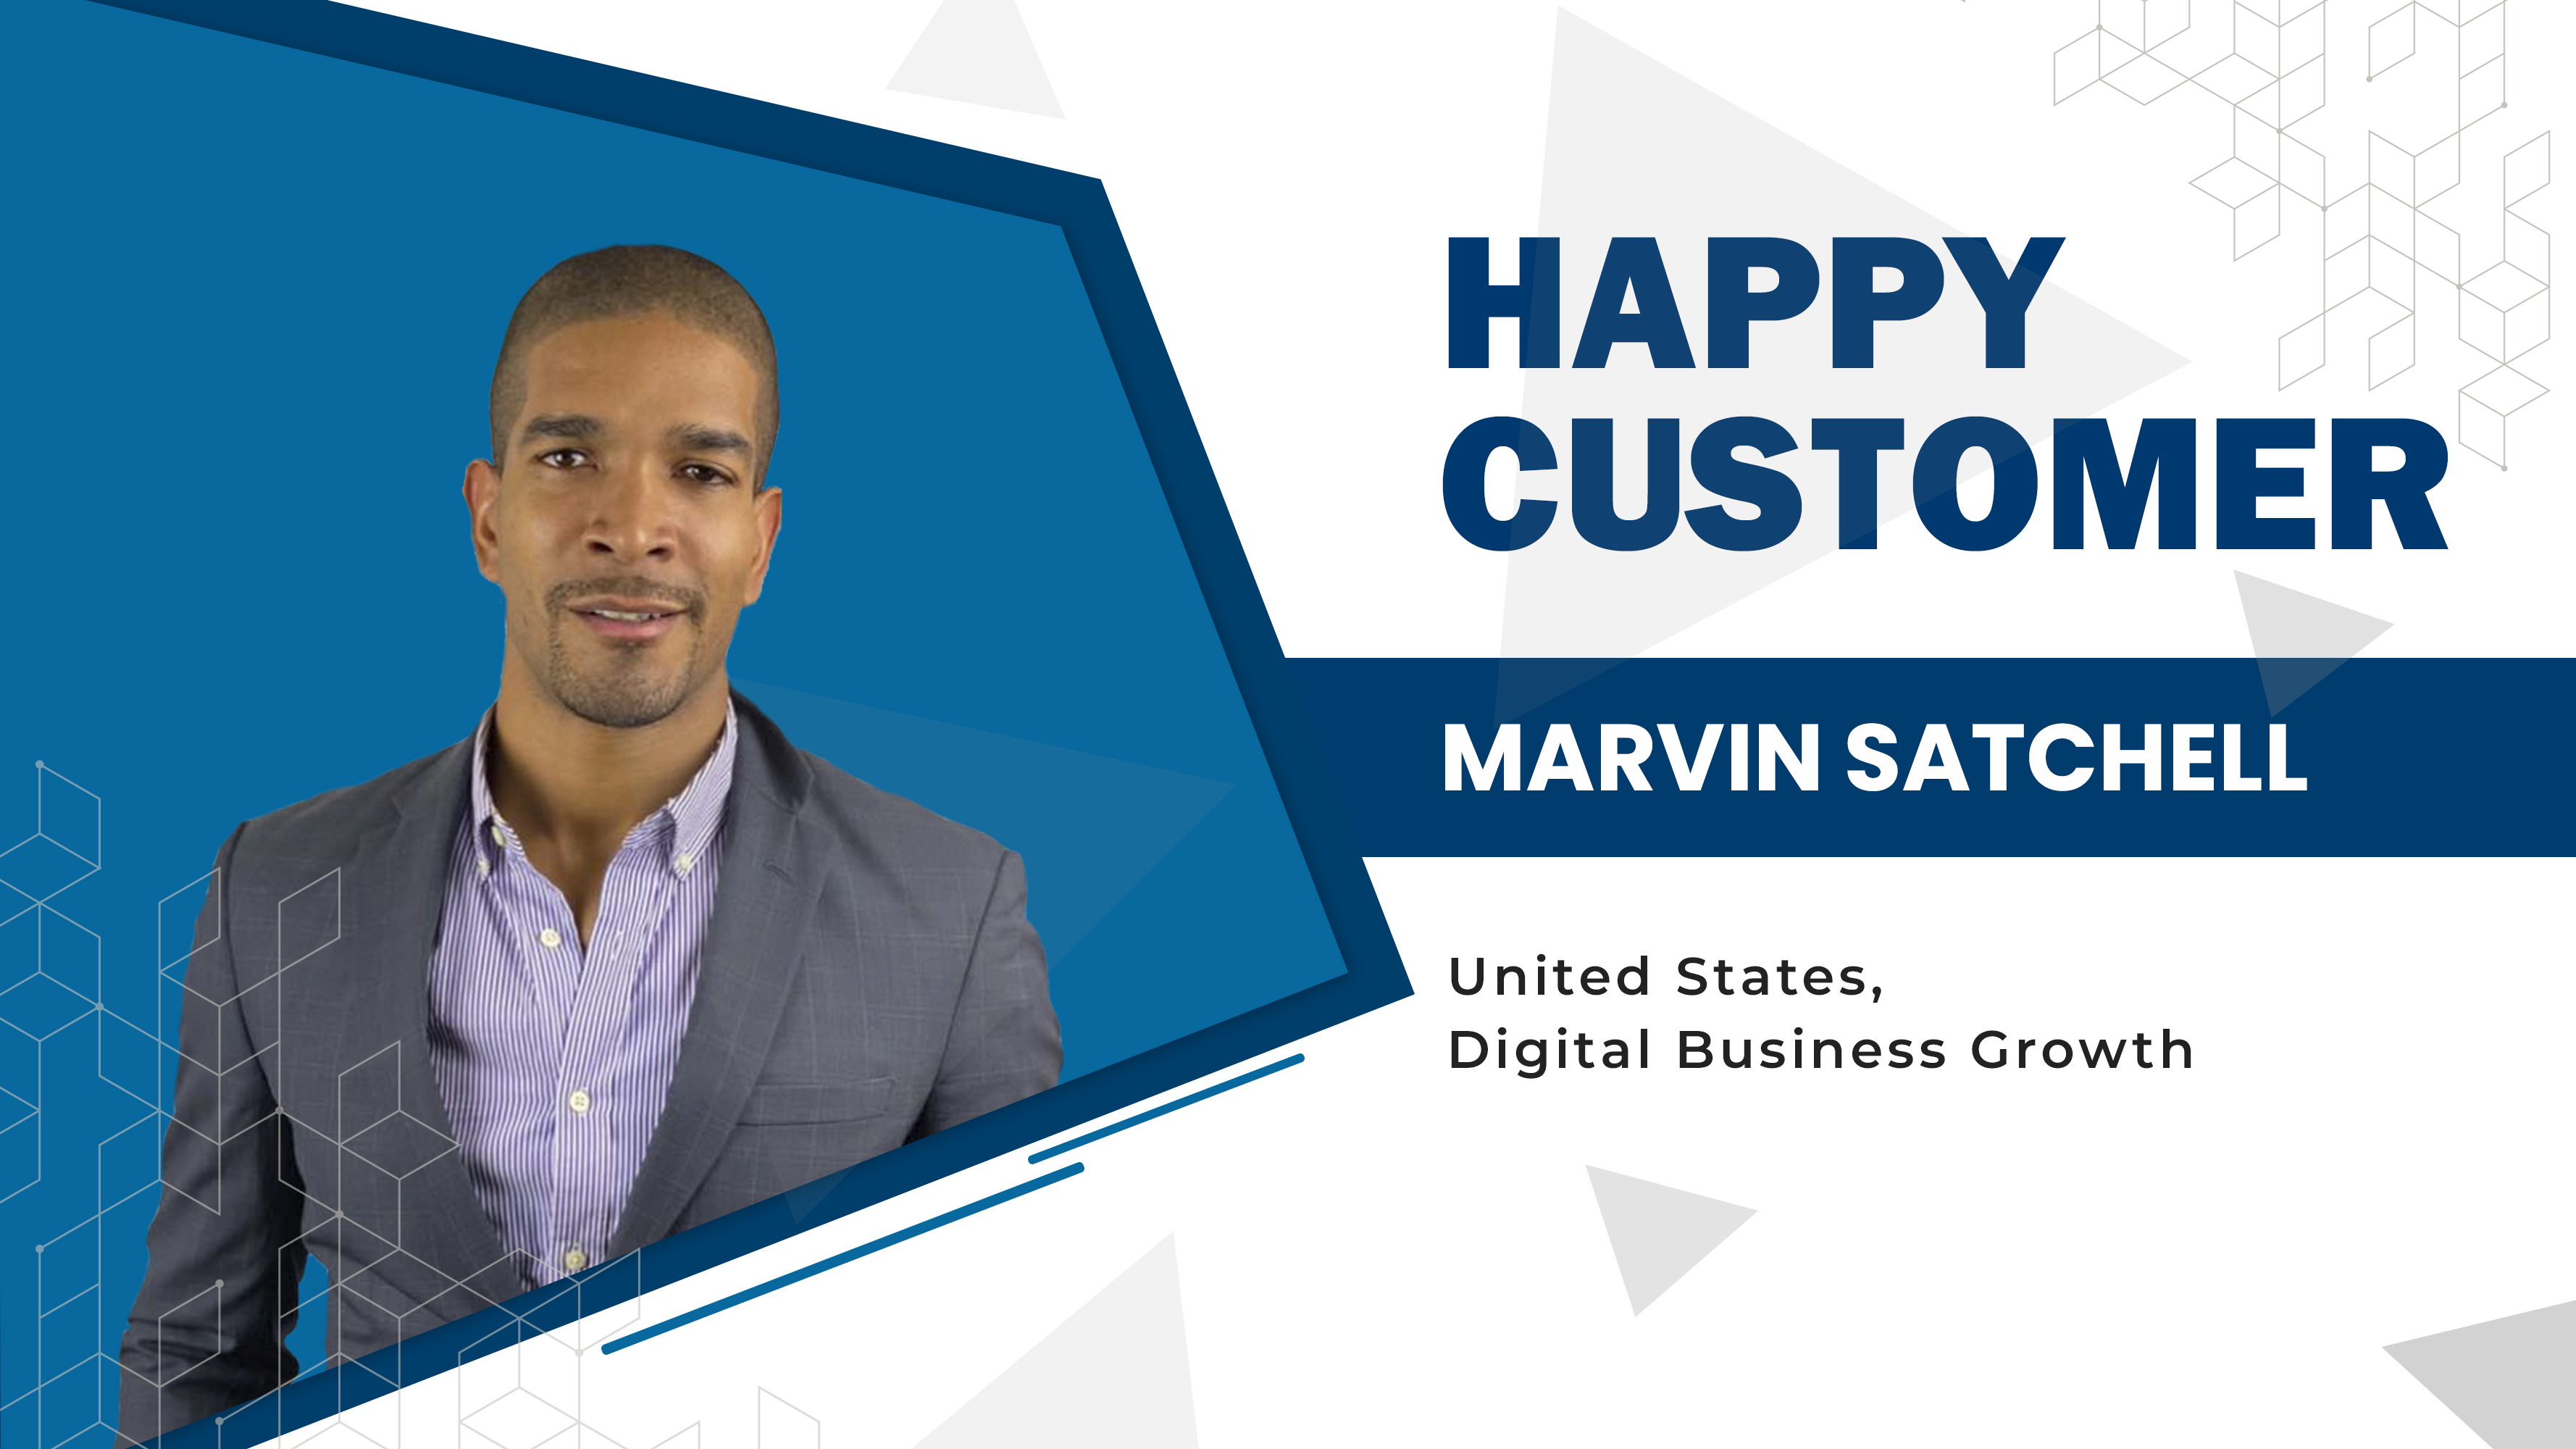 HAPPY
CUSTOMER
MARVIN SATCHELL
United States,
Digital Business Growth